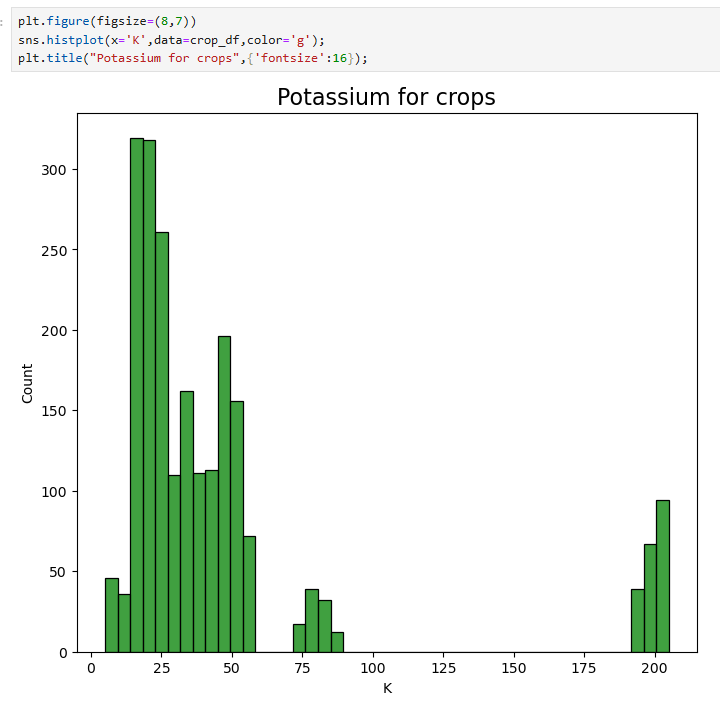 plt.figure(figsize=(8,7))
sns.histplot(x='K',data=crop_df,color='g');
plt.title("Potassium for crops",{'fontsize':16});
Potassium for crops
300
250
200
150
100
50
0
Count
0 25 50 75 100 125 150 175 200
K